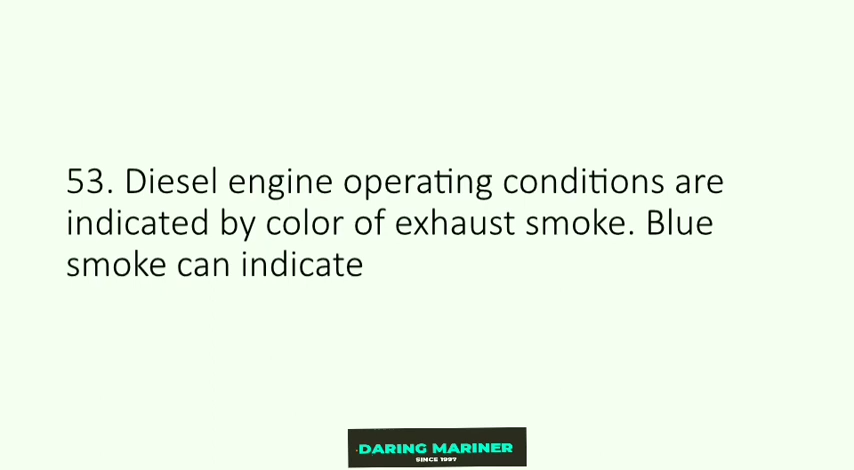 53. Diesel engine operating conditions are
indicated by color of exhaust smoke. Blue
smoke can indicate
DARING MARINER
SINCE 1997